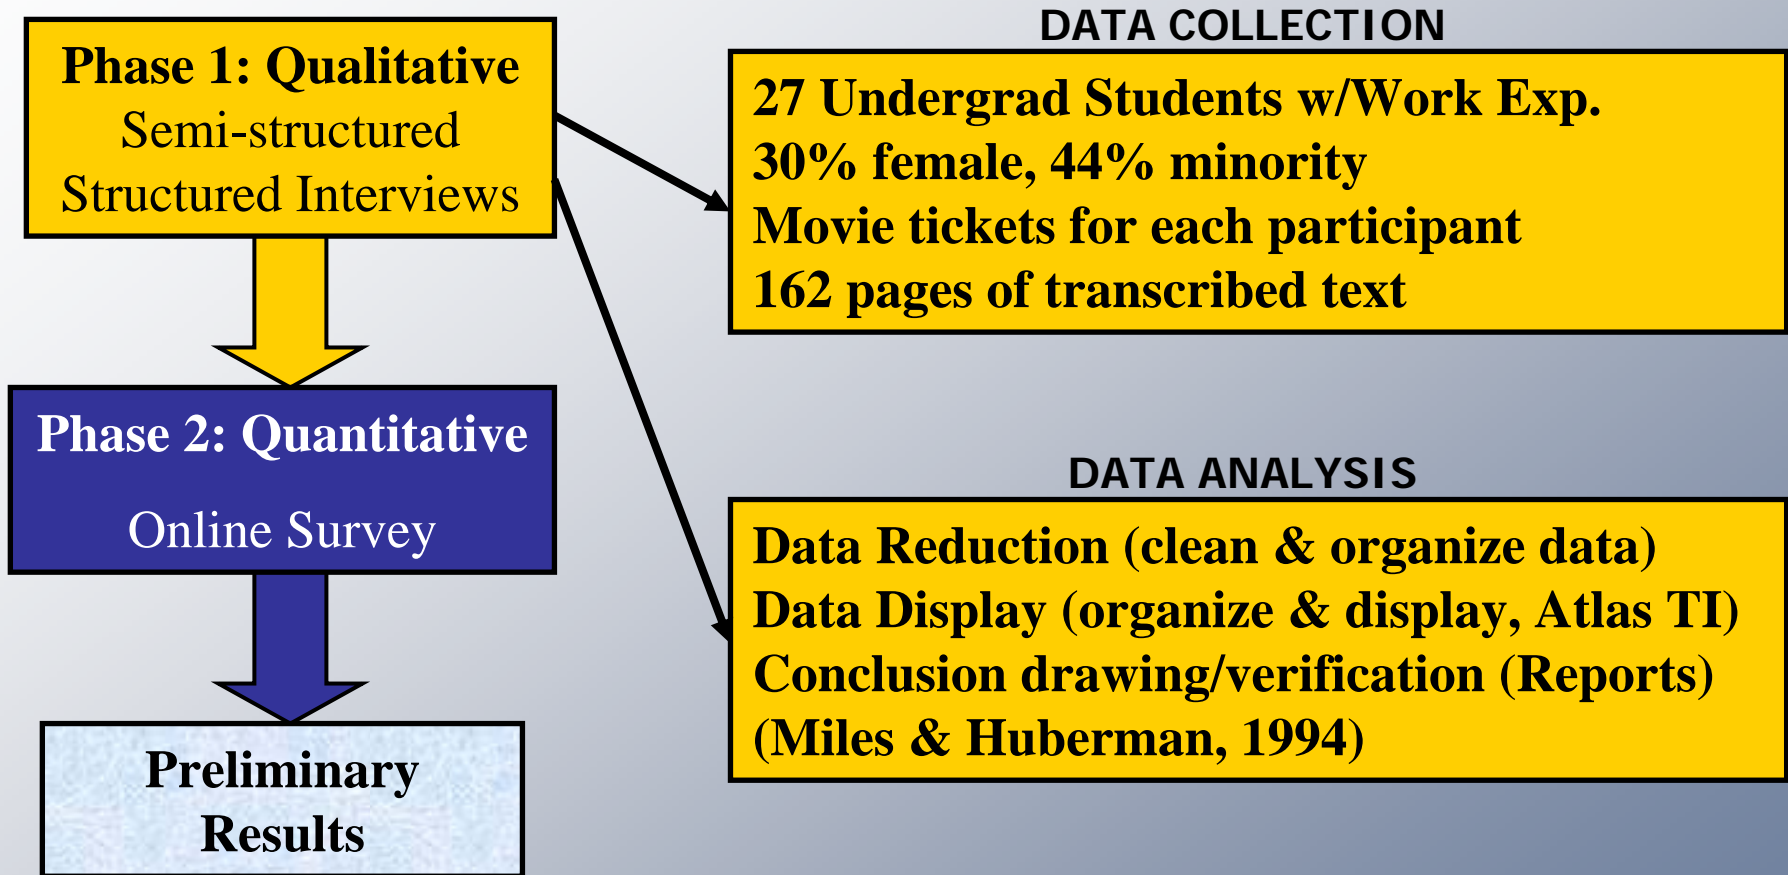 Phase 1: Qualitative
Semi-structured
Structured Interviews
Phase 2: Quantitative
Online Survey
Preliminary
Results
DATA COLLECTION
27 Undergrad Students w/Work Exp.
30% female, 44% minority
Movie tickets for each participant
162 pages of transcribed text
DATA ANALYSIS
Data Reduction (clean & organize data)
Data Display (organize & display, Atlas TI)
Conclusion drawing/verification (Reports)
(Miles & Huberman, 1994)